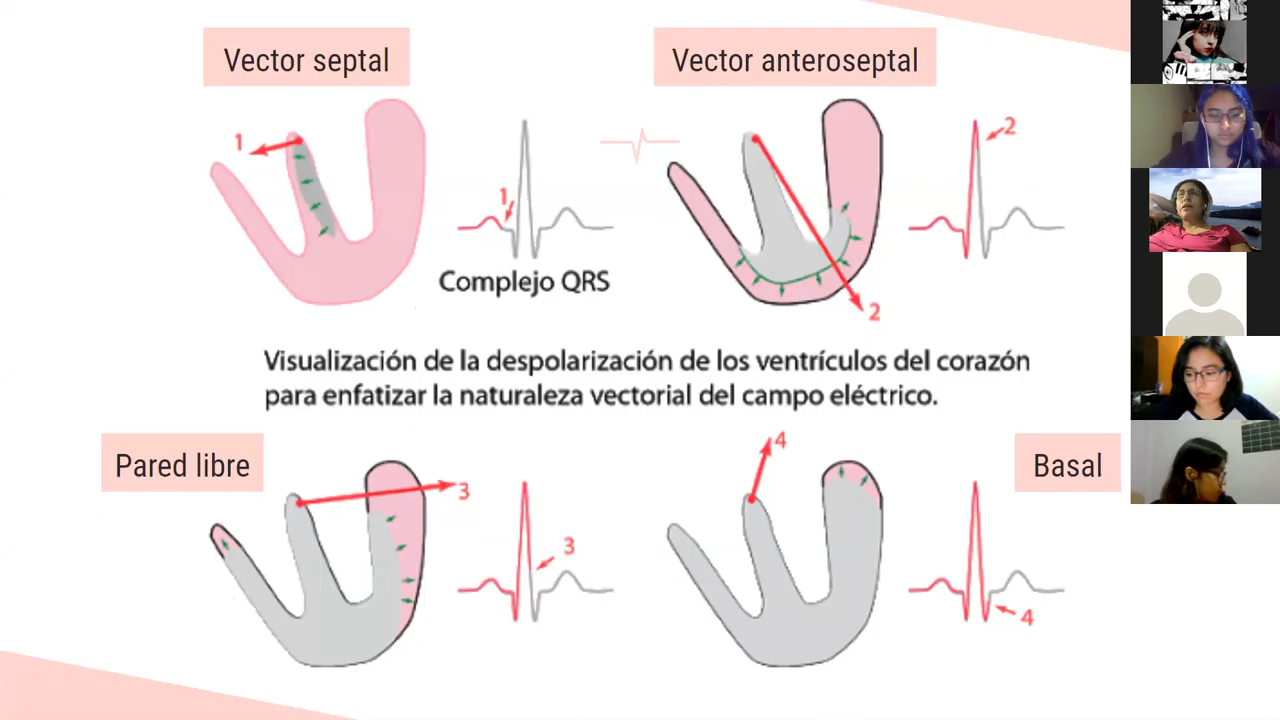 Vector septal
Vector anteroseptal
1
1
2
2
Complejo QRS
Visualización de la despolarización de los ventrículos del corazón
para enfatizar la naturaleza vectorial del campo eléctrico.
Pared libre
Basal
3
3
4
4